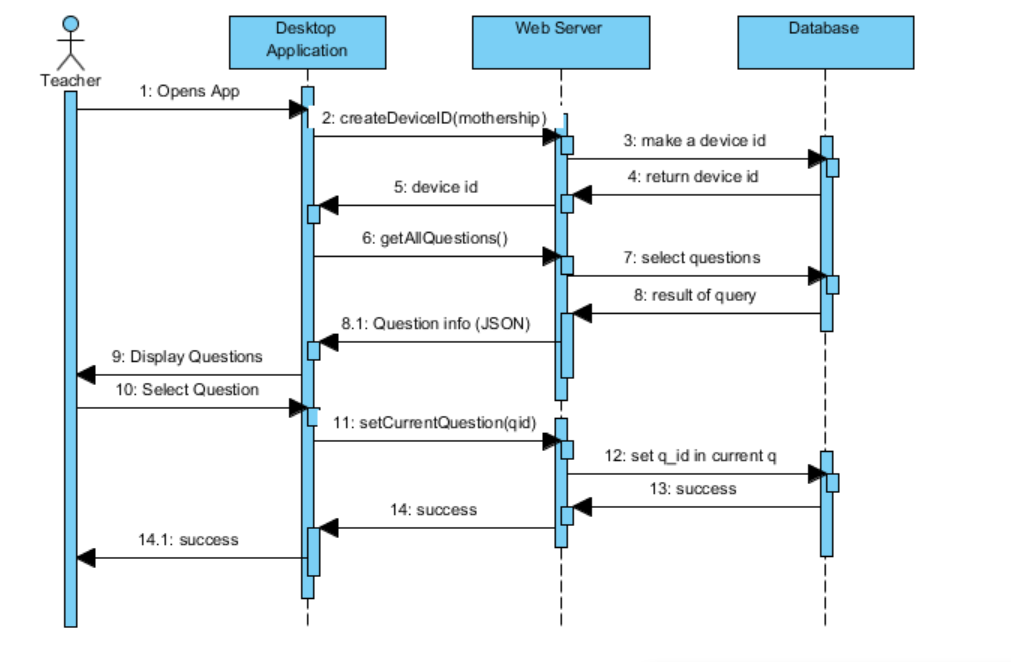 Desktop
Application
Web Server
Database
Teacher
1: Opens App
2: createDeviceID(mothership)
3: make a device id
4: return device id
5: device id
6: getAllQuestions()
7: select questions
8: result of query
8.1: Question info (JSON)
9: Display Questions
10: Select Question
11: setCurrentQuestion(qid)
12: set q_id in current q
13: success
14: success
14.1: success